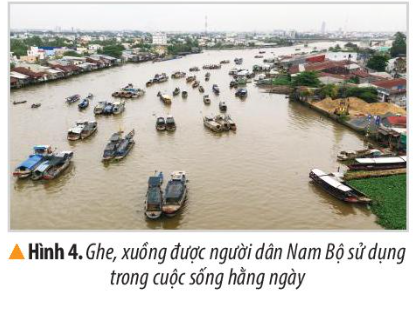 ▲ Hình 4. Ghe, xuồng được người dân Nam Bộ sử dụng
trong cuộc sống hằng ngày